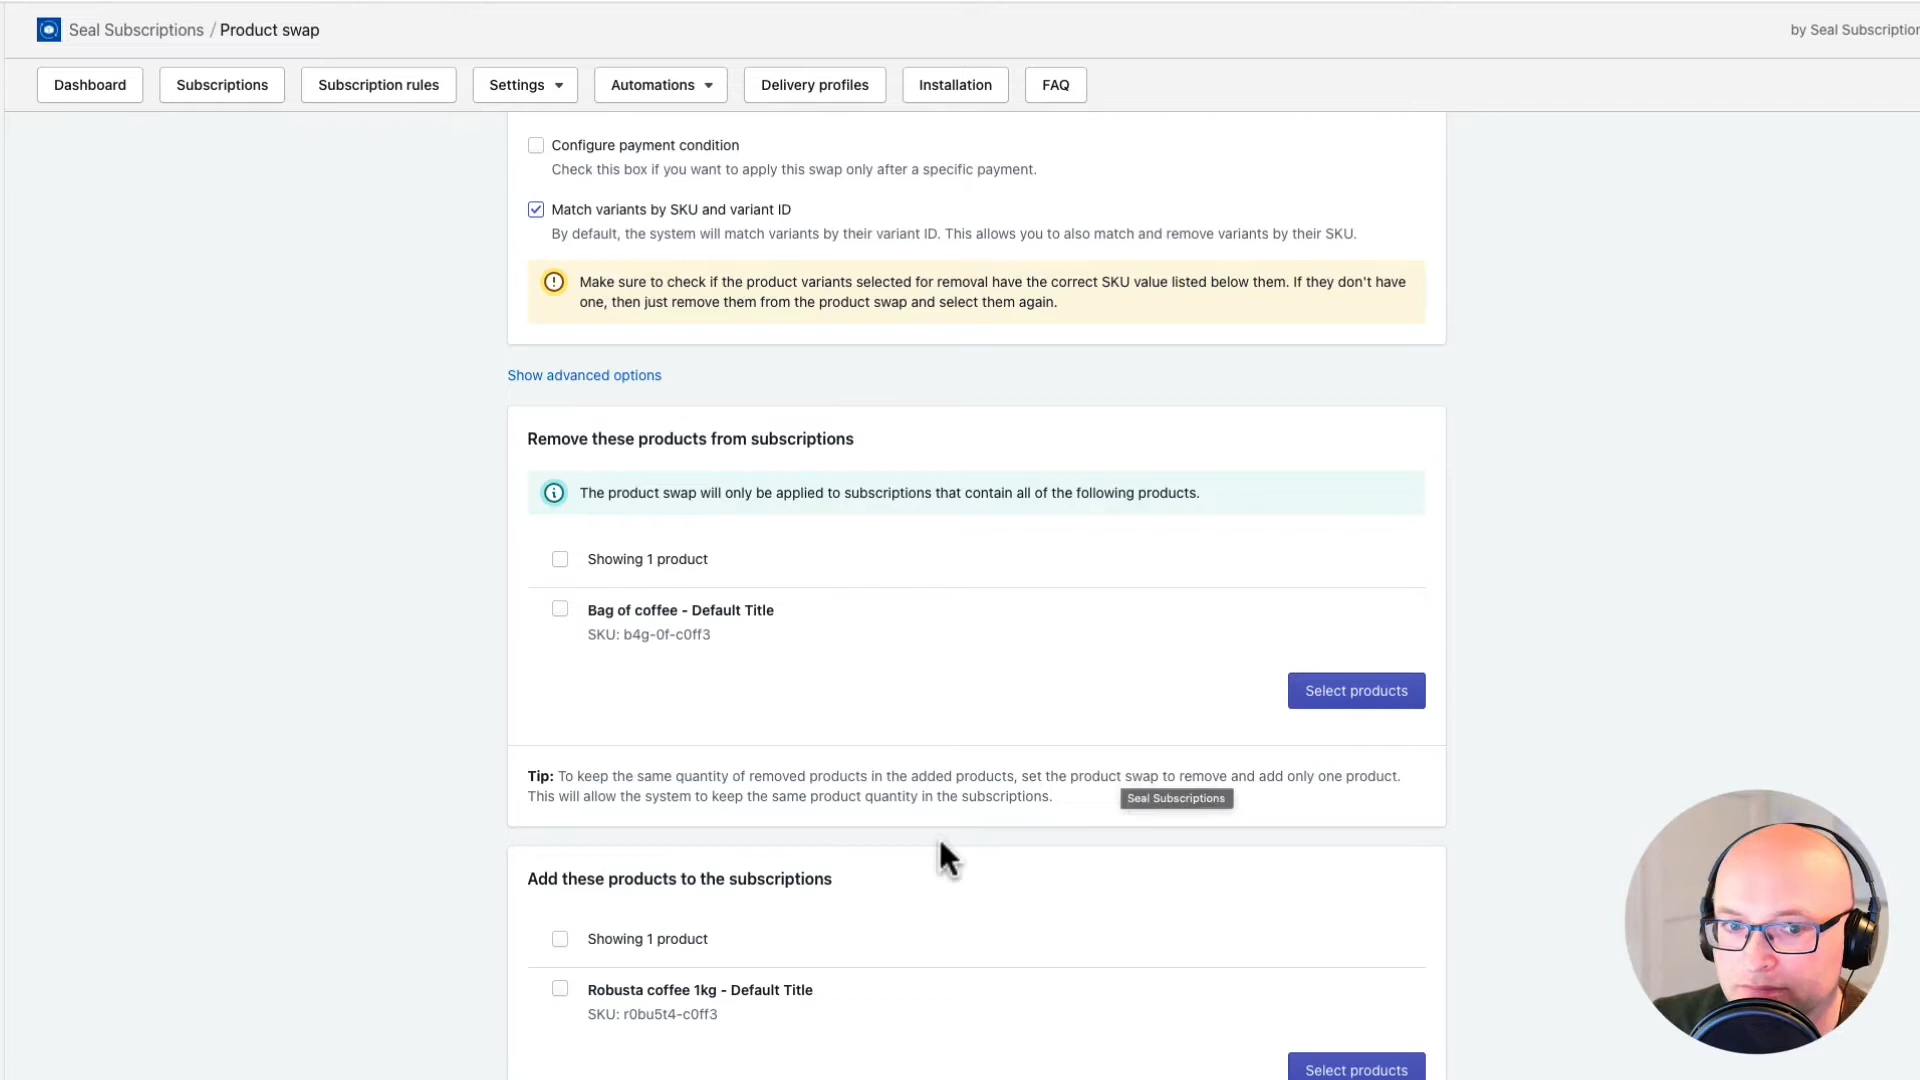 Seal Subscriptions / Product swap
by Seal Subscription
Dashboard
Subscriptions
Subscription rules
Settings
Automations
Delivery profiles
Installation
FAQ
Configure payment condition
Check this box if you want to apply this swap only after a specific payment.
Match variants by SKU and variant ID
By default, the system will match variants by their variant ID. This allows you to also match and remove variants by their SKU.
Make sure to check if the product variants selected for removal have the correct SKU value listed below them. If they don't have
one, then just remove them from the product swap and select them again.
Show advanced options
Remove these products from subscriptions
The product swap will only be applied to subscriptions that contain all of the following products.
Showing 1 product
Bag of coffee - Default Title
SKU: b4g-0f-c0ff3
Select products
Tip: To keep the same quantity of removed products in the added products, set the product swap to remove and add only one product.
This will allow the system to keep the same product quantity in the subscriptions.
Seal Subscriptions
Add these products to the subscriptions
Showing 1 product
Robusta coffee 1kg - Default Title
SKU: r0bu5t4-c0ff3
Select products